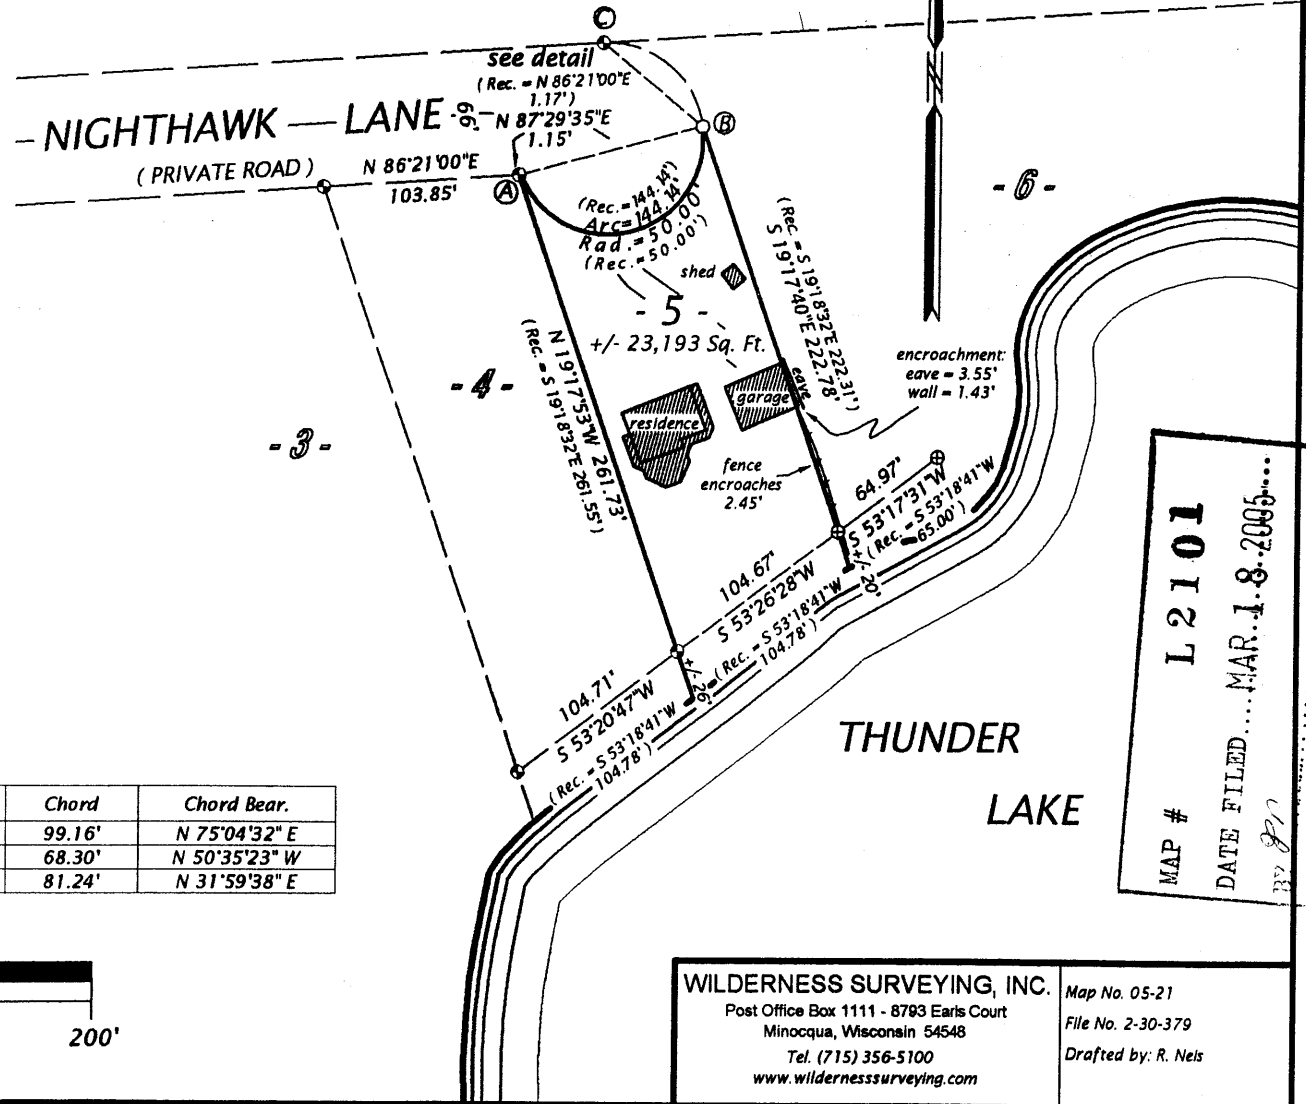 C
see detail
(Rec. = N 86°21'00"E
1.17')
N 87°29'35"E
1.15'
- NIGHTHAWK — LANE
66'
( PRIVATE ROAD )
N 86°21'00"E
103.85'
A
B
(Rec.=144.14')
Arc=144.14'
Rad.=50.00'
(Rec.=50.00')
- 6 -
shed
- 5 -
+/- 23,193 Sq. Ft.
(Rec. = S 19°18'32"E 222.31')
S 19°17'40"E 222.78'
N 19°17'53"W 261.73'
(Rec. = S 19°18'32"E 261.55')
- 4 -
- 3 -
encroachment:
eave = 3.55'
wall = 1.43'
eave
garage
residence
fence
encroaches
2.45'
64.97'
S 53°17'31"W
(Rec. = S 53°18'41"W
65.00')
104.67'
S 53°26'28"W
(Rec. = S 53°18'41"W
104.78')
+/- 20'
+/- 26'
104.71'
S 53°20'47"W
(Rec. = S 53°18'41"W
104.78')
THUNDER
LAKE
MAP # L2101
DATE FILED....MAR.1.8.2005....
BY
Chord Chord Bear.
99.16' N 75°04'32" E
68.30' N 50°35'23" W
81.24' N 31°59'38" E
200'
WILDERNESS SURVEYING, INC.
Post Office Box 1111 - 8793 Earls Court
Minocqua, Wisconsin 54548
Tel. (715) 356-5100
www.wildernesssurveying.com
Map No. 05-21
File No. 2-30-379
Drafted by: R. Nels